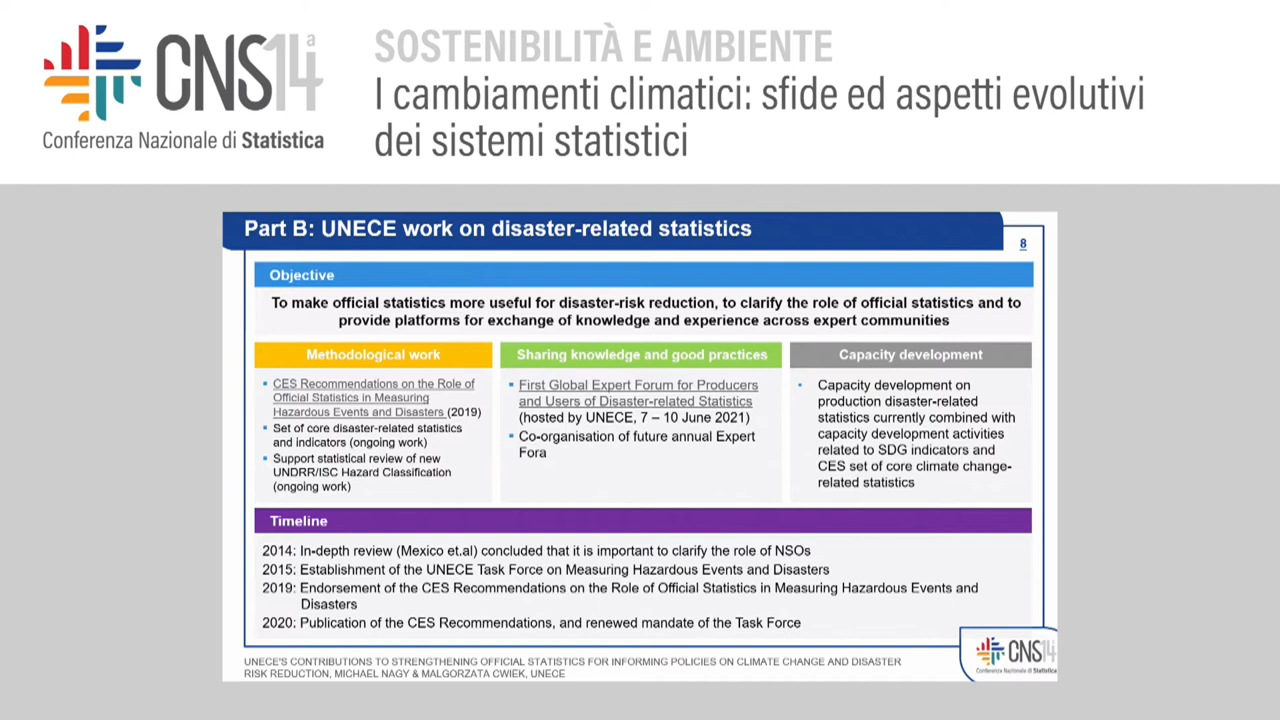 CNS14ª
Conferenza Nazionale di Statistica
SOSTENIBILITÀ E AMBIENTE
I cambiamenti climatici: sfide ed aspetti evolutivi
dei sistemi statistici
Part B: UNECE work on disaster-related statistics
8
Objective
To make official statistics more useful for disaster-risk reduction, to clarify the role of official statistics and to
provide platforms for exchange of knowledge and experience across expert communities
Methodological work
▪ CES Recommendations on the Role of
Official Statistics in Measuring
Hazardous Events and Disasters (2019)
▪ Set of core disaster-related statistics
and indicators (ongoing work)
▪ Support statistical review of new
UNDRR/ISC Hazard Classification
(ongoing work)
Sharing knowledge and good practices
▪ First Global Expert Forum for Producers
and Users of Disaster-related Statistics
(hosted by UNECE, 7 – 10 June 2021)
▪ Co-organisation of future annual Expert
Fora
Capacity development
▪ Capacity development on
production disaster-related
statistics currently combined with
capacity development activities
related to SDG indicators and
CES set of core climate change-
related statistics
Timeline
2014: In-depth review (Mexico et.al) concluded that it is important to clarify the role of NSOs
2015: Establishment of the UNECE Task Force on Measuring Hazardous Events and Disasters
2019: Endorsement of the CES Recommendations on the Role of Official Statistics in Measuring Hazardous Events and
Disasters
2020: Publication of the CES Recommendations, and renewed mandate of the Task Force
UNECE'S CONTRIBUTIONS TO STRENGTHENING OFFICIAL STATISTICS FOR INFORMING POLICIES ON CLIMATE CHANGE AND DISASTER
RISK REDUCTION, MICHAEL NAGY & MALGORZATA CWIEK, UNECE
CNS14
Conferenza Nazionale di Statistica